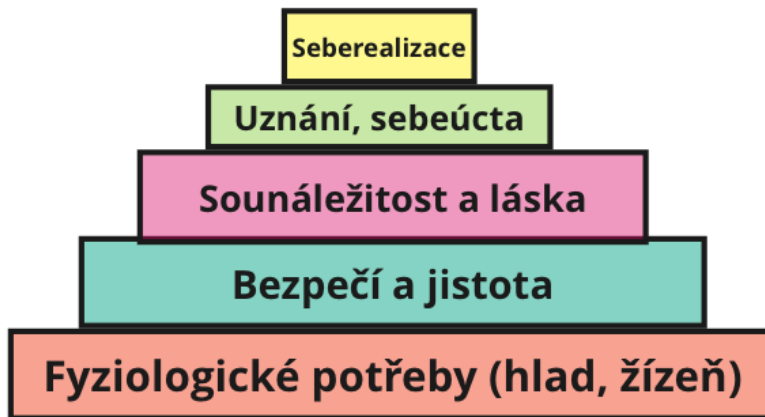 Seberealizace
Uznání, sebeúcta
Sounáležitost a láska
Bezpečí a jistota
Fyziologické potřeby (hlad, žízeň)